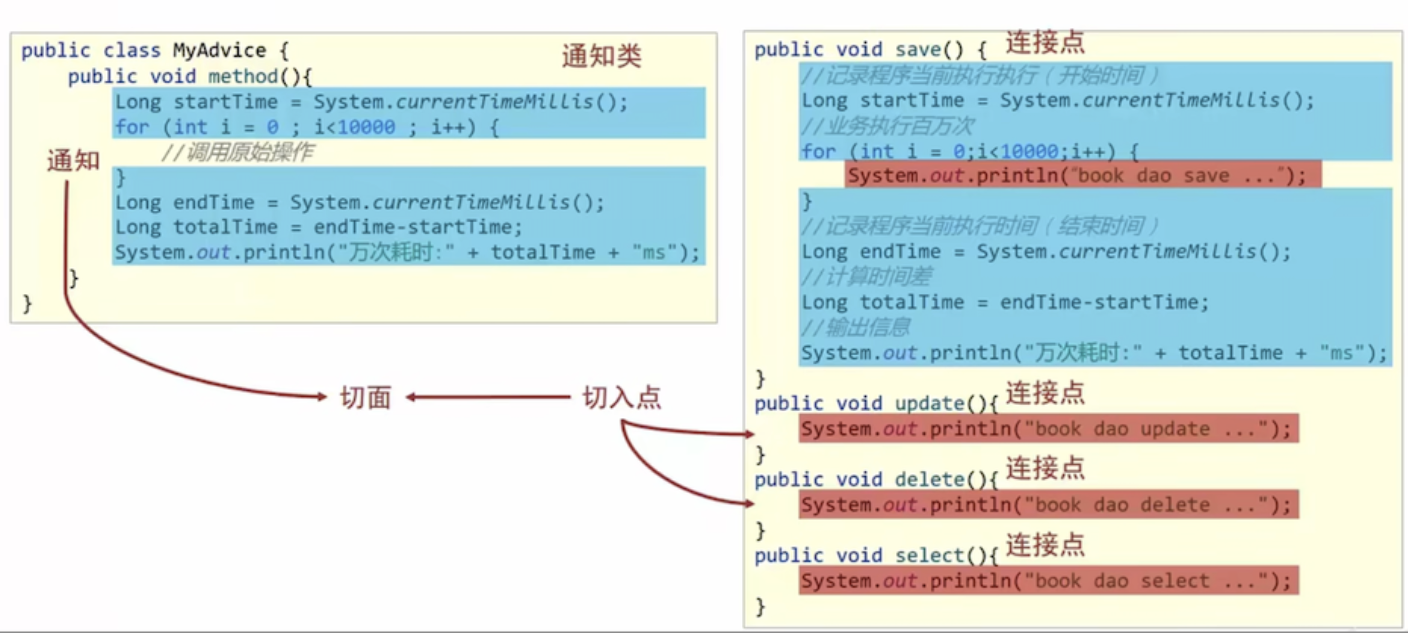 public class MyAdvice {
通知类
public void method(){
Long startTime = System.currentTimeMillis();
for (int i = 0 ; i<10000 ; i++) {
//调用原始操作
通知
}
Long endTime = System.currentTimeMillis();
Long totalTime = endTime-startTime;
System.out.println("万次耗时:" + totalTime + "ms");
}
}
切面
切入点
public void save() {
连接点
//记录程序当前执行执行（开始时间）
Long startTime = System.currentTimeMillis();
//业务执行百万次
for (int i = 0;i<10000;i++) {
System.out.println("book dao save ...");
}
//记录程序当前执行时间（结束时间）
Long endTime = System.currentTimeMillis();
//计算时间差
Long totalTime = endTime-startTime;
//输出信息
System.out.println("万次耗时:" + totalTime + "ms");
}
public void update(){
连接点
System.out.println("book dao update ...");
}
public void delete(){
连接点
System.out.println("book dao delete ...");
}
public void select(){
连接点
System.out.println("book dao select ...");
}